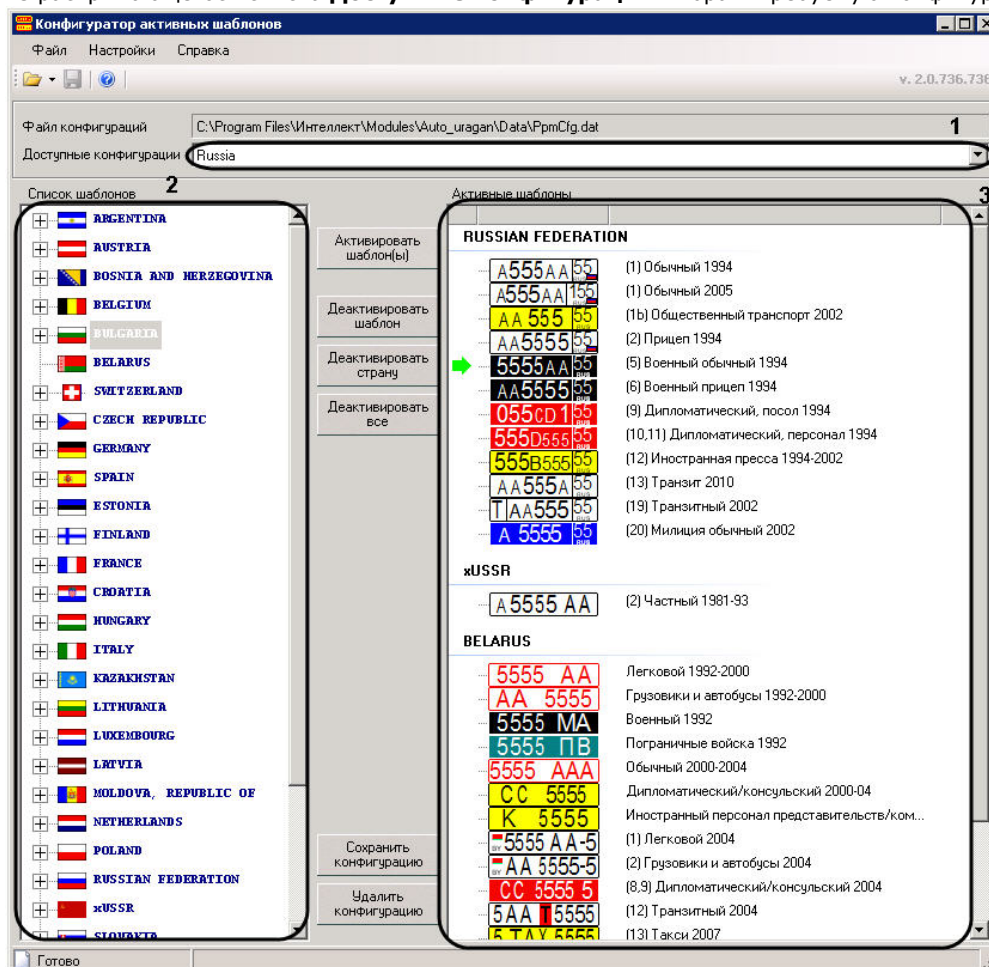 Конфигуратор активных шаблонов
Файл Настройки Справка
v. 2.0.736.736
Файл конфигураций C:\Program Files\Интеллект\Modules\Auto_uragan\Data\PpmCfg.dat
1
Доступные конфигурации Russia
Список шаблонов 2
Активные шаблоны 3
ARGENTINA
AUSTRIA
BOSNIA AND HERZEGOVINA
BELGIUM
BULGARIA
BELARUS
SWITZERLAND
CZECH REPUBLIC
GERMANY
SPAIN
ESTONIA
FINLAND
FRANCE
CROATIA
HUNGARY
ITALY
KAZAKHSTAN
LITHUANIA
LUXEMBOURG
LATVIA
MOLDOVA, REPUBLIC OF
NETHERLANDS
POLAND
RUSSIAN FEDERATION
xUSSR
SLOVAKIA
Активировать
шаблон(ы)
Деактивировать
шаблон
Деактивировать
страну
Деактивировать
все
Сохранить
конфигурацию
Удалить
конфигурацию
RUSSIAN FEDERATION
A555AA 55 (1) Обычный 1994
A555AA 155 (1) Обычный 2005
AA 555 55 (1b) Общественный транспорт 2002
AA5555 55 (2) Прицеп 1994
5555AA 55 (5) Военный обычный 1994
AA5555 55 (6) Военный прицеп 1994
055CD 1 55 (9) Дипломатический, посол 1994
555D555 55 (10,11) Дипломатический, персонал 1994
555B555 55 (12) Иностранная пресса 1994-2002
AA555A 55 (13) Транзит 2010
T AA555 55 (19) Транзитный 2002
A 5555 55 (20) Милиция обычный 2002
xUSSR
A 5555 AA (2) Частный 1981-93
BELARUS
5555 AA Легковой 1992-2000
AA 5555 Грузовики и автобусы 1992-2000
5555 MA Военный 1992
5555 ПВ Пограничные войска 1992
5555 AAA Обычный 2000-2004
CC 5555 Дипломатический/консульский 2000-04
K 5555 Иностранный персонал представительств/ком...
5555 AA-5 (1) Легковой 2004
AA 5555-5 (2) Грузовики и автобусы 2004
CC 5555 5 (8,9) Дипломатический/консульский 2004
5AA T 5555 (12) Транзитный 2004
5 TAX 5555 (13) Такси 2007
Готово